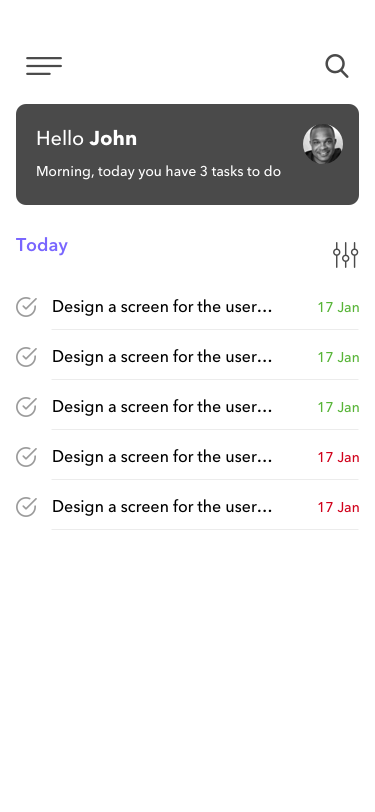 Hello John
Morning, today you have 3 tasks to do
Today
Design a screen for the user... 17 Jan
Design a screen for the user... 17 Jan
Design a screen for the user... 17 Jan
Design a screen for the user... 17 Jan
Design a screen for the user... 17 Jan